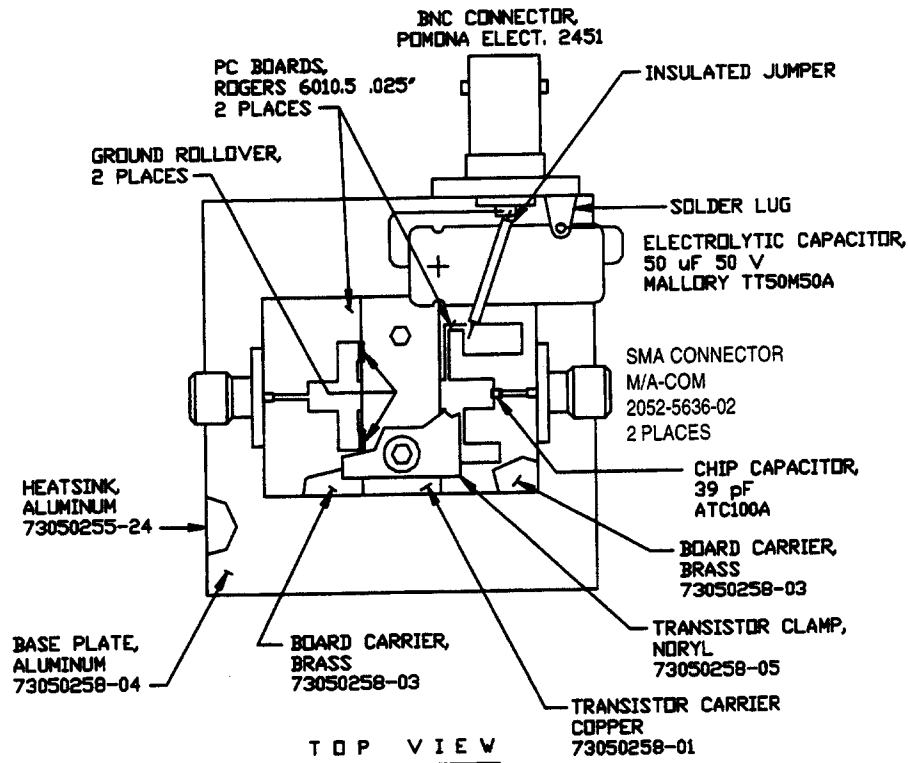 BNC CONNECTOR,
POMONA ELECT. 2451
PC BOARDS,
ROGERS 6010.5 .025"
2 PLACES
INSULATED JUMPER
GROUND ROLLOVER,
2 PLACES
SOLDER LUG
ELECTROLYTIC CAPACITOR,
50 uF 50 V
MALLORY TT50M50A
SMA CONNECTOR
M/A-COM
2052-5636-02
2 PLACES
CHIP CAPACITOR,
39 pF
ATC100A
HEATSINK,
ALUMINUM
73050255-24
BOARD CARRIER,
BRASS
73050258-03
BASE PLATE,
ALUMINUM
73050258-04
BOARD CARRIER,
BRASS
73050258-03
TRANSISTOR CLAMP,
NORYL
73050258-05
TRANSISTOR CARRIER
COPPER
73050258-01
TOP VIEW